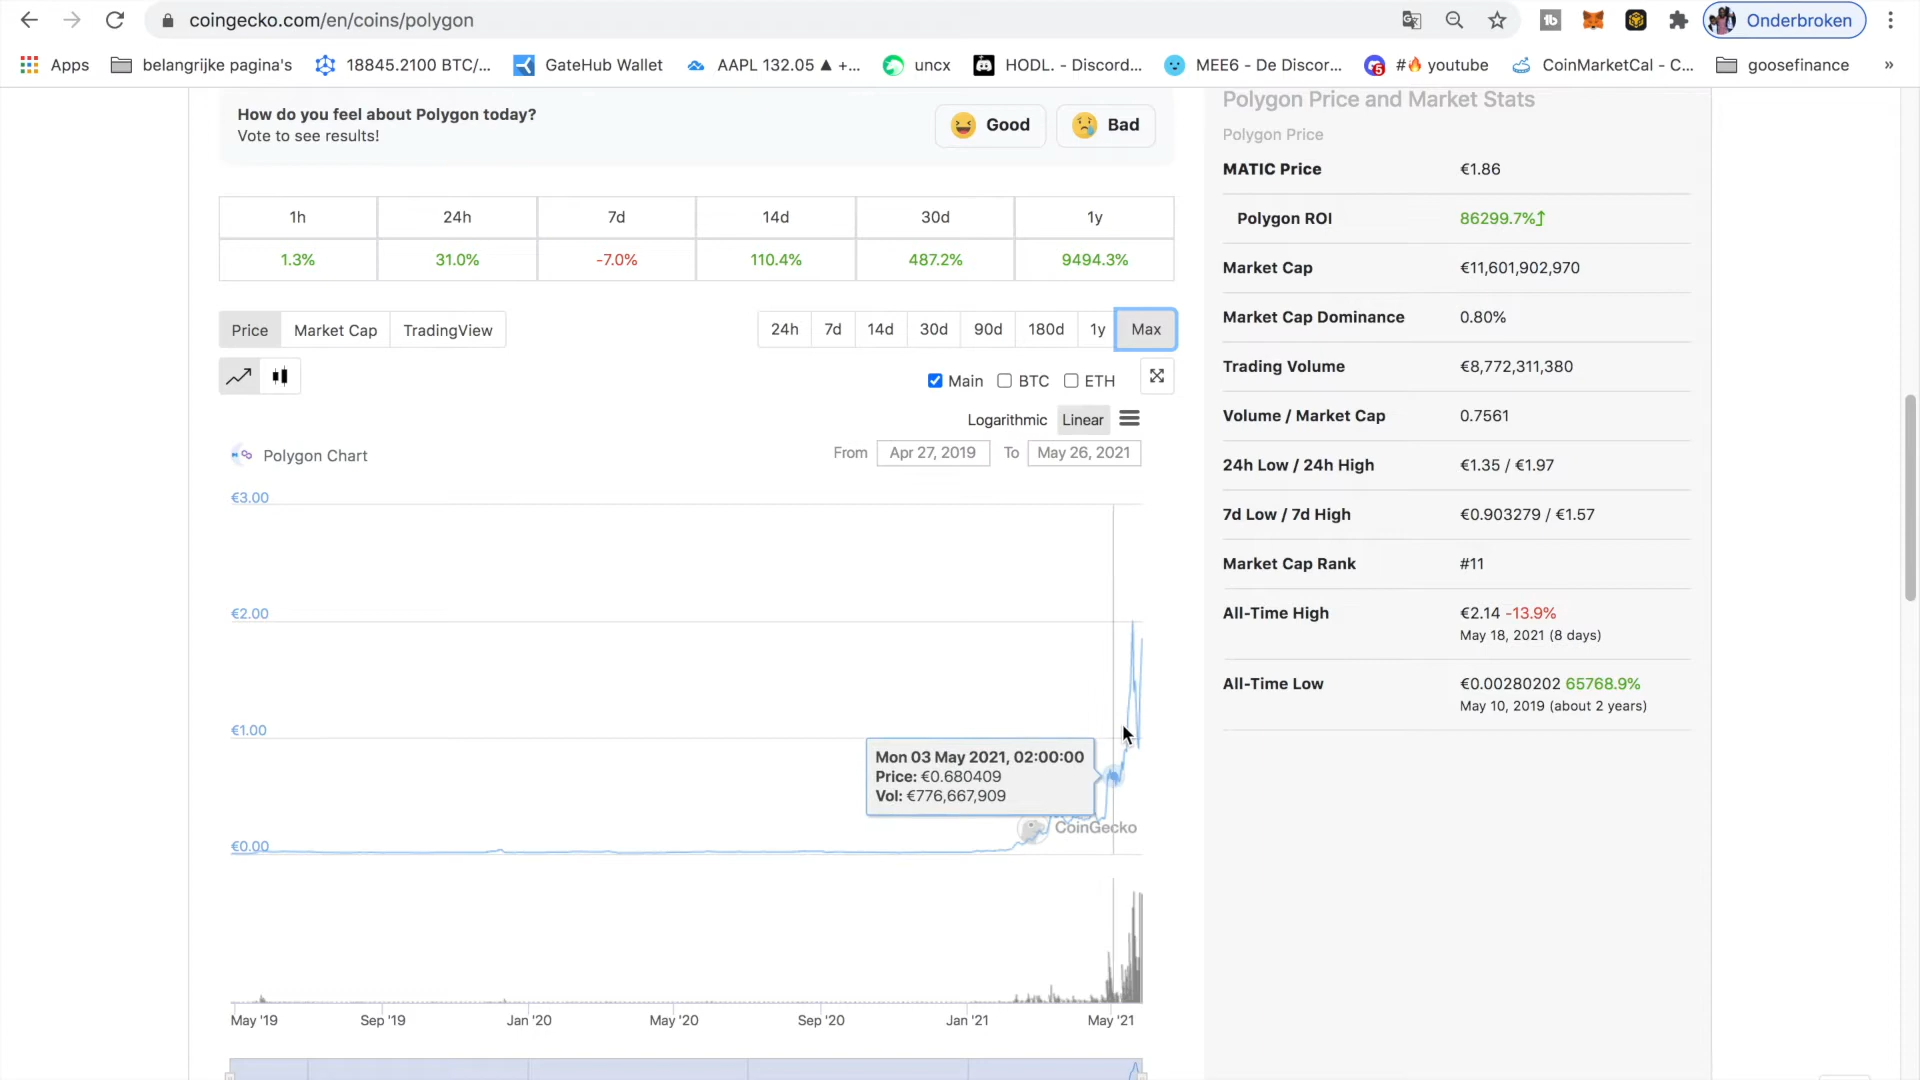 coingecko.com/en/coins/polygon
Onderbroken
Apps
belangrijke pagina's
18845.2100 BTC/...
GateHub Wallet
AAPL 132.05 ▲ +...
uncx
HODL. - Discord...
MEE6 - De Discor...
#🔥 youtube
CoinMarketCal - C...
goosefinance
»
How do you feel about Polygon today?
Vote to see results!
Good
Bad
1h 24h 7d 14d 30d 1y
1.3% 31.0% -7.0% 110.4% 487.2% 9494.3%
Price Market Cap TradingView
24h 7d 14d 30d 90d 180d 1y Max
Main BTC ETH
Logarithmic Linear
Polygon Chart
From Apr 27, 2019 To May 26, 2021
€3.00
€2.00
€1.00
€0.00
Mon 03 May 2021, 02:00:00
Price: €0.680409
Vol: €776,667,909
CoinGecko
May '19 Sep '19 Jan '20 May '20 Sep '20 Jan '21 May '21
Polygon Price and Market Stats
Polygon Price
MATIC Price €1.86
Polygon ROI 86299.7%
Market Cap €11,601,902,970
Market Cap Dominance 0.80%
Trading Volume €8,772,311,380
Volume / Market Cap 0.7561
24h Low / 24h High €1.35 / €1.97
7d Low / 7d High €0.903279 / €1.57
Market Cap Rank #11
All-Time High €2.14 -13.9%
May 18, 2021 (8 days)
All-Time Low €0.00280202 65768.9%
May 10, 2019 (about 2 years)